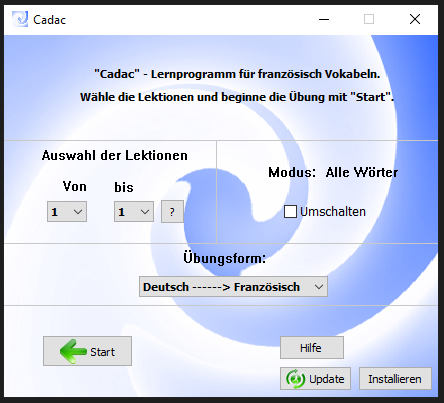 Cadac
"Cadac" - Lernprogramm für französisch Vokabeln.
Wähle die Lektionen und beginne die Übung mit "Start".
Auswahl der Lektionen
Von bis
1 1 ?
Modus: Alle Wörter
Umschalten
Übungsform:
Deutsch ------> Französisch
Start
Hilfe
Update Installieren